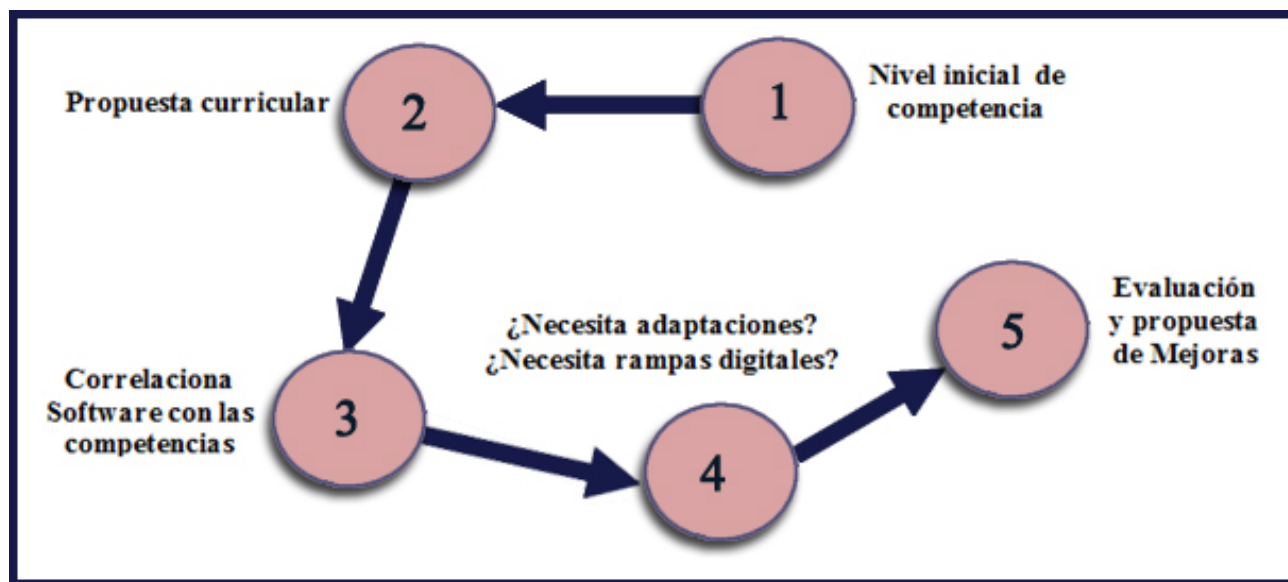 Nivel inicial de
competencia
1
Propuesta curricular
2
Correlaciona
Software con las
competencias
3
¿Necesita adaptaciones?
¿Necesita rampas digitales?
4
5
Evaluación
y propuesta
de Mejoras